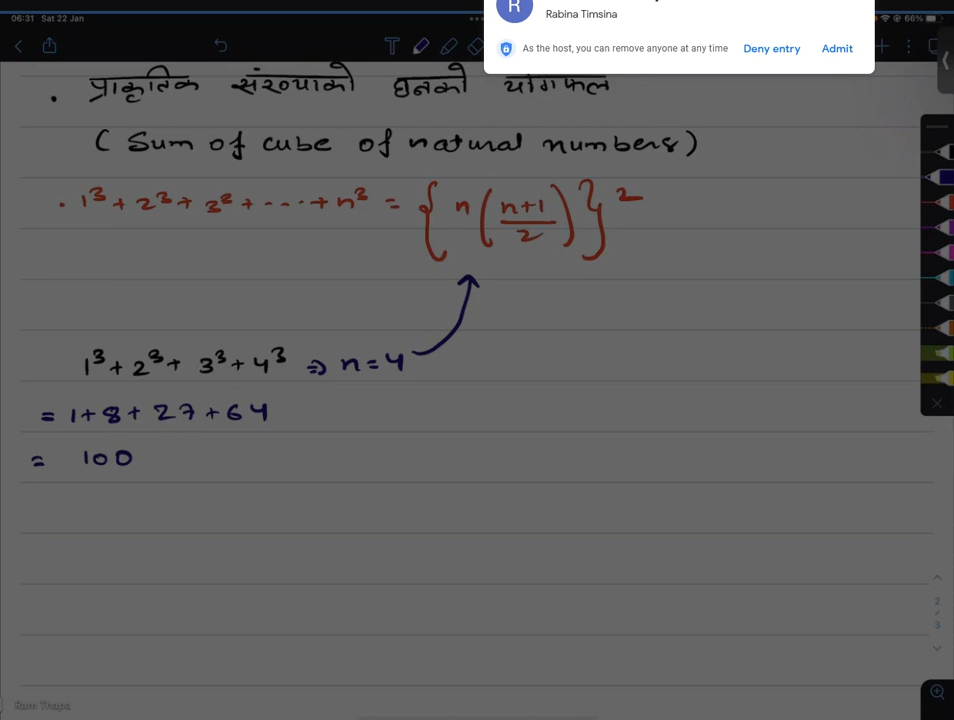 06:31 Sat 22 Jan
66%
R
Rabina Timsina
As the host, you can remove anyone at any time
Deny entry
Admit
T
• प्राकृतिक संख्याको घनको योगफल
( Sum of cube of natural numbers)
• 1³ + 2³ + 3³ + ....+ n³ = { n ( n+1 / 2 ) }²
1³ + 2³ + 3³ + 4³ ⇒ n = 4
= 1 + 8 + 27 + 64
= 100
2
/
3
Ram Thapa